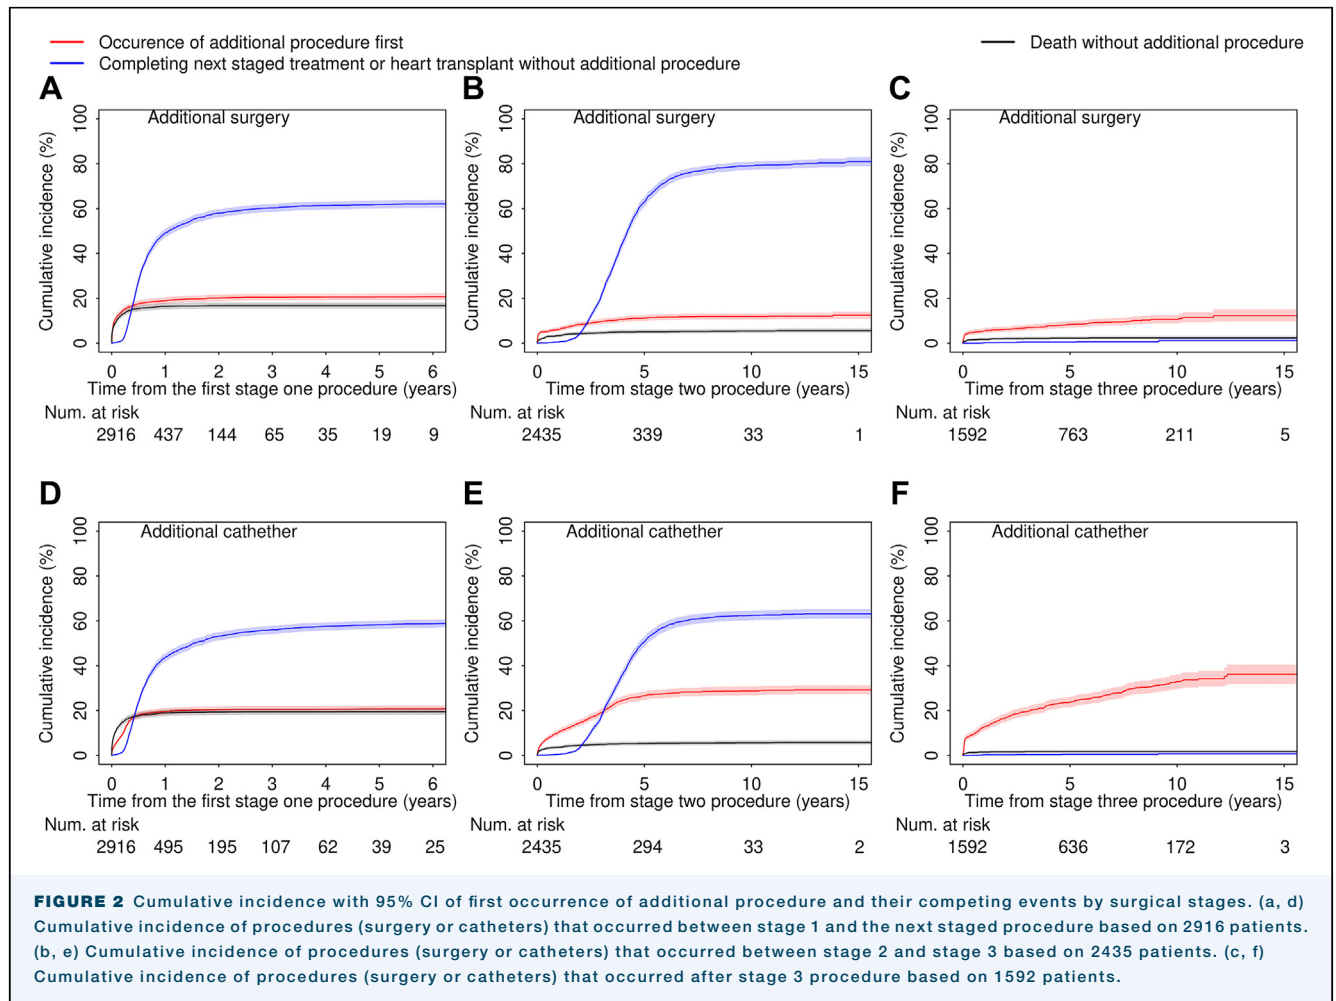 Occurence of additional procedure first
Completing next staged treatment or heart transplant without additional procedure
Death without additional procedure
A
Additional surgery
Cumulative incidence (%)
100
80
60
40
20
0
0 1 2 3 4 5 6
Time from the first stage one procedure (years)
Num. at risk
2916 437 144 65 35 19 9
B
Additional surgery
Cumulative incidence (%)
100
80
60
40
20
0
0 5 10 15
Time from stage two procedure (years)
Num. at risk
2435 339 33 1
C
Additional surgery
Cumulative incidence (%)
100
80
60
40
20
0
0 5 10 15
Time from stage three procedure (years)
Num. at risk
1592 763 211 5
D
Additional cathether
Cumulative incidence (%)
100
80
60
40
20
0
0 1 2 3 4 5 6
Time from the first stage one procedure (years)
Num. at risk
2916 495 195 107 62 39 25
E
Additional cathether
Cumulative incidence (%)
100
80
60
40
20
0
0 5 10 15
Time from stage two procedure (years)
Num. at risk
2435 294 33 2
F
Additional cathether
Cumulative incidence (%)
100
80
60
40
20
0
0 5 10 15
Time from stage three procedure (years)
Num. at risk
1592 636 172 3
FIGURE 2 Cumulative incidence with 95% CI of first occurrence of additional procedure and their competing events by surgical stages. (a, d)
Cumulative incidence of procedures (surgery or catheters) that occurred between stage 1 and the next staged procedure based on 2916 patients.
(b, e) Cumulative incidence of procedures (surgery or catheters) that occurred between stage 2 and stage 3 based on 2435 patients. (c, f)
Cumulative incidence of procedures (surgery or catheters) that occurred after stage 3 procedure based on 1592 patients.